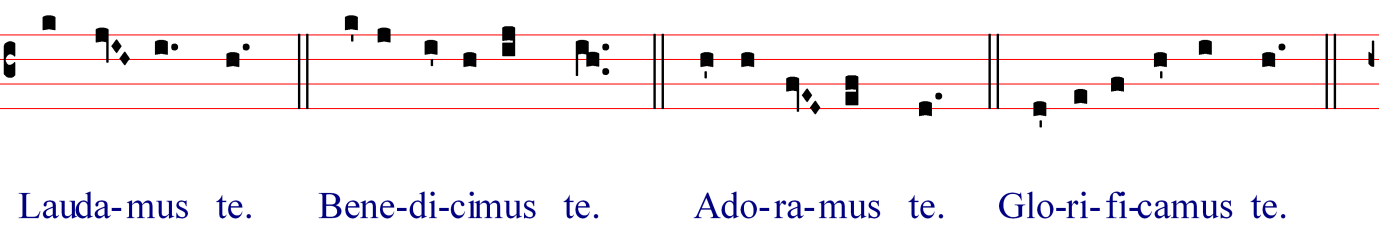 Lauda-mus te. Bene-di-cimus te. Ado-ra-mus te. Glo-ri-fi-camus te.